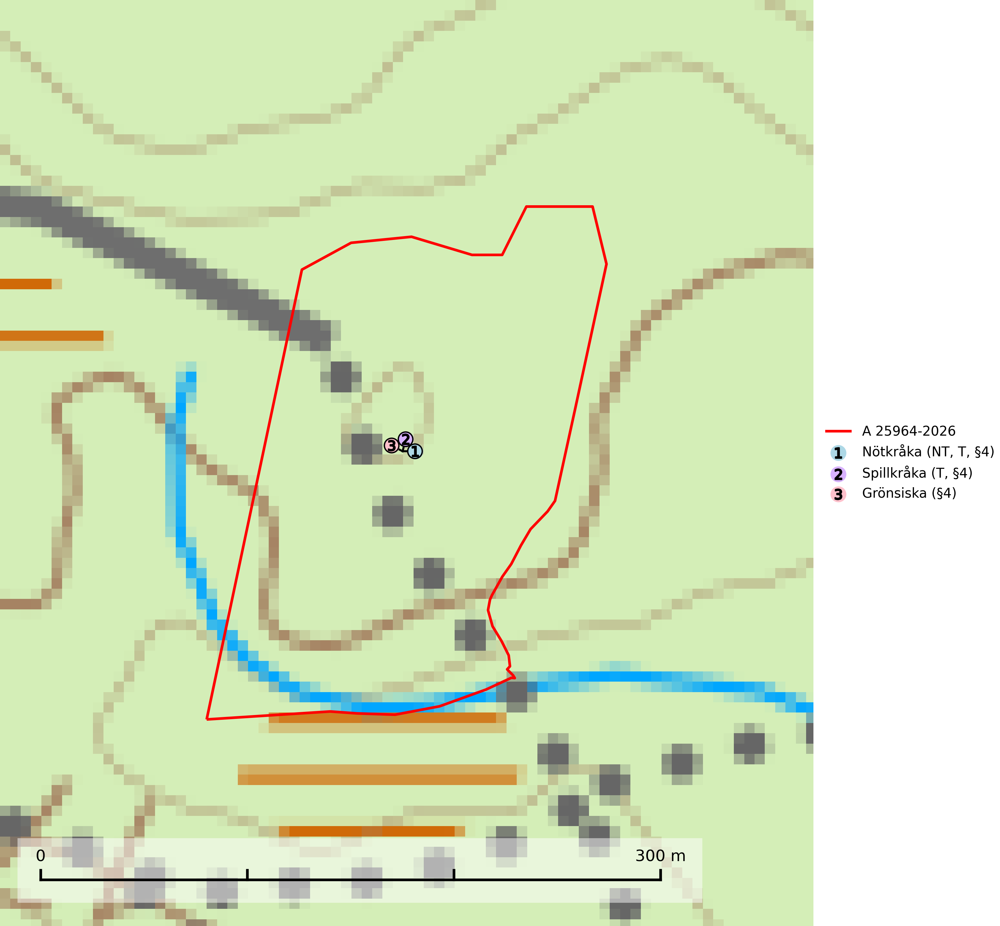 3 2 1
A 25964-2026
1 Nötkråka (NT, T, §4)
2 Spillkråka (T, §4)
3 Grönsiska (§4)
0 300 m